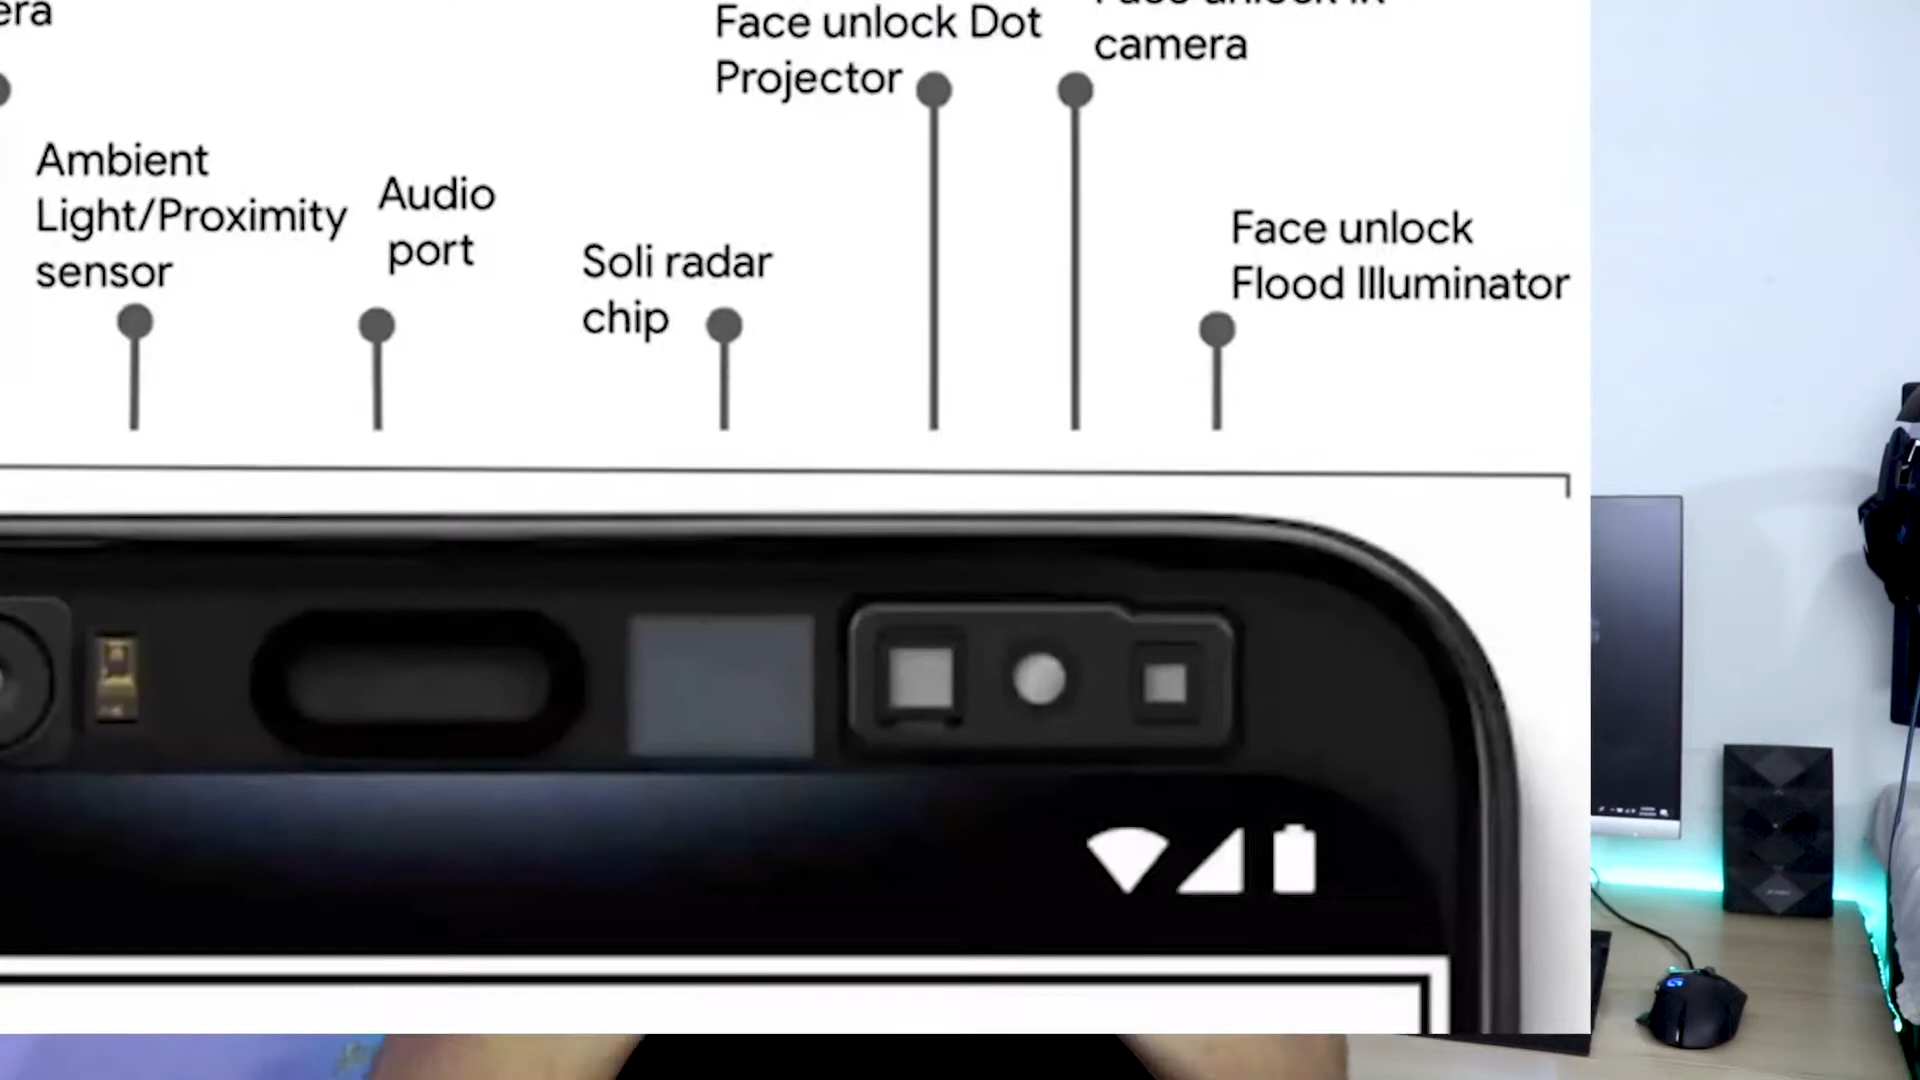 Face unlock Dot
Projector
camera
Ambient
Light/Proximity
sensor
Audio
port
Soli radar
chip
Face unlock
Flood Illuminator